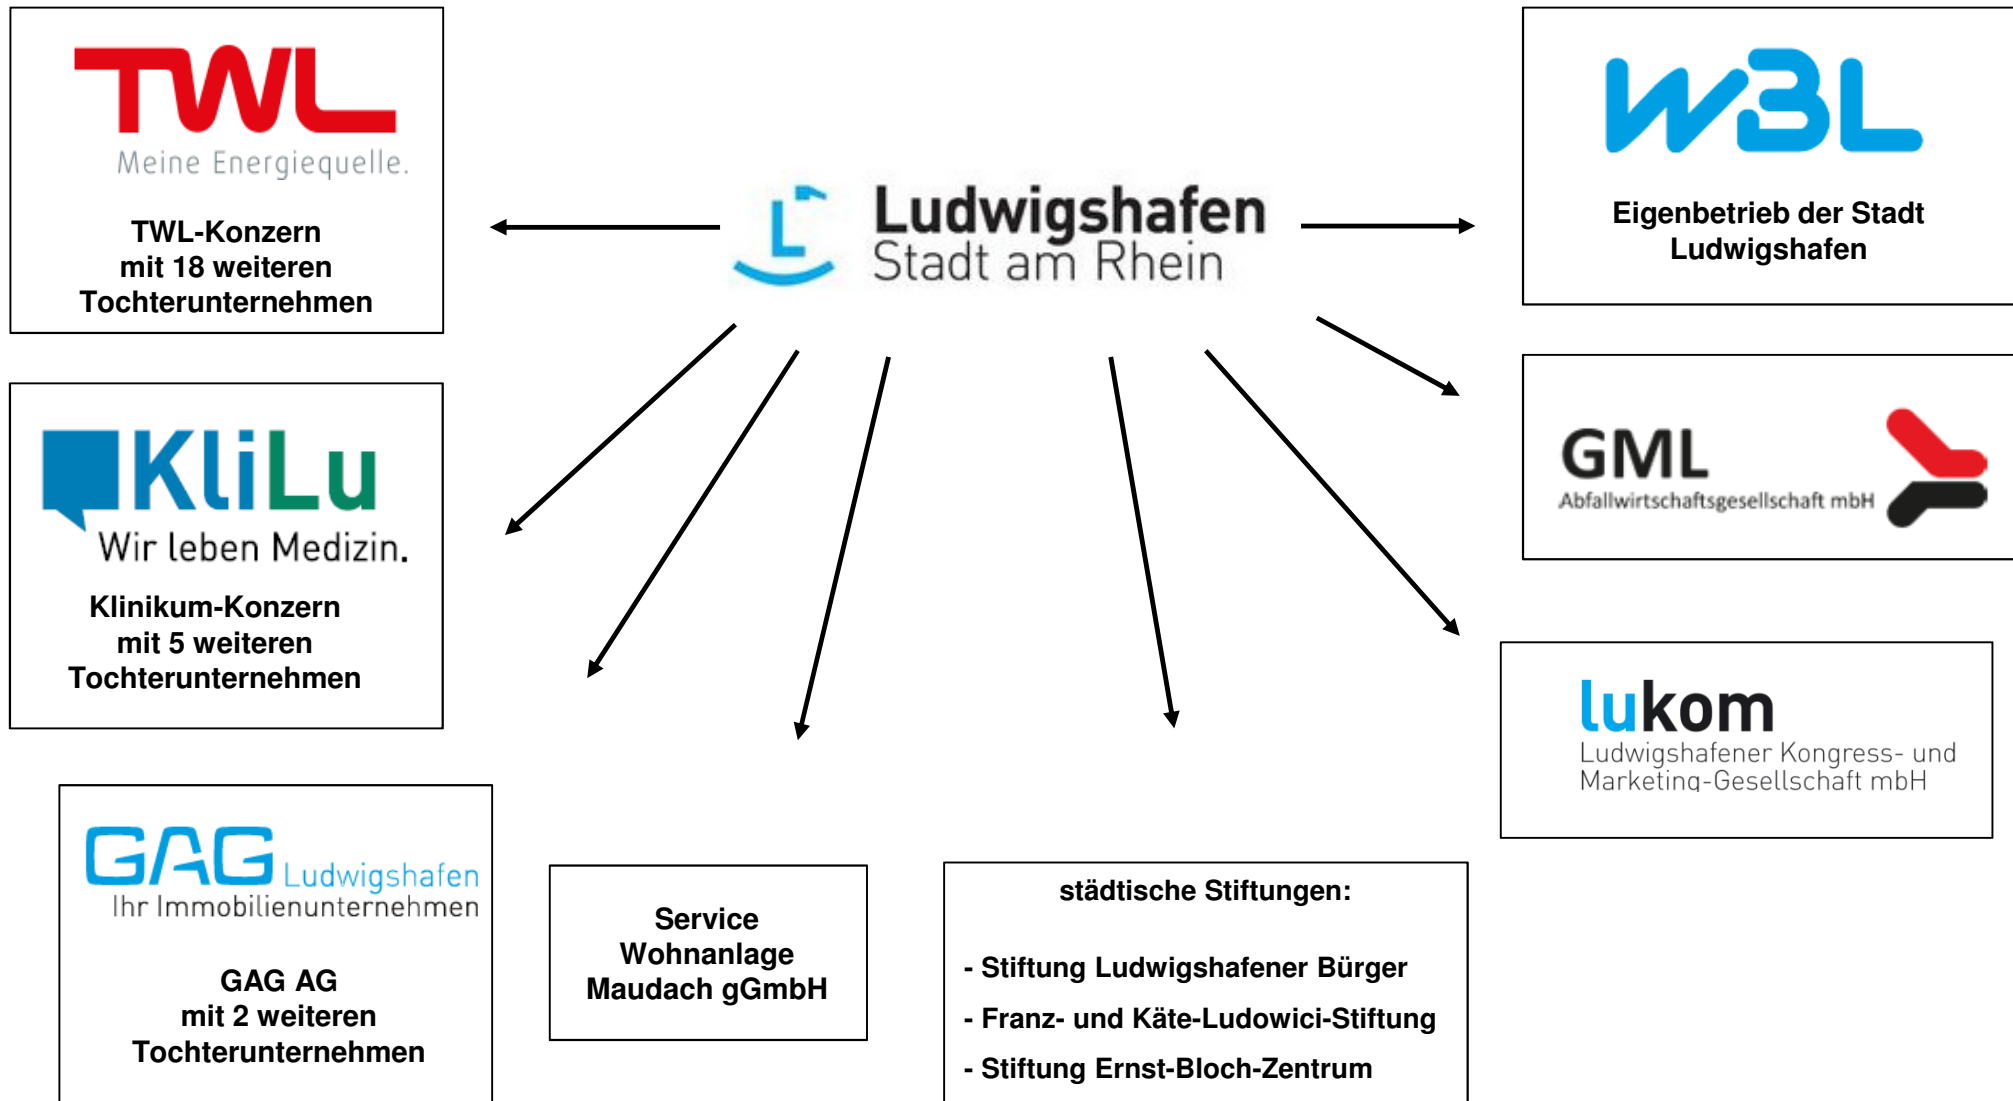 TWL
Meine Energiequelle.
TWL-Konzern
mit 18 weiteren
Tochterunternehmen
L
Ludwigshafen
Stadt am Rhein
WBL
Eigenbetrieb der Stadt
Ludwigshafen
KliLu
Wir leben Medizin.
Klinikum-Konzern
mit 5 weiteren
Tochterunternehmen
GML
Abfallwirtschaftsgesellschaft mbH
lukom
Ludwigshafener Kongress- und
Marketing-Gesellschaft mbH
GAG Ludwigshafen
Ihr Immobilienunternehmen
GAG AG
mit 2 weiteren
Tochterunternehmen
Service
Wohnanlage
Maudach gGmbH
städtische Stiftungen:
- Stiftung Ludwigshafener Bürger
- Franz- und Käte-Ludowici-Stiftung
- Stiftung Ernst-Bloch-Zentrum